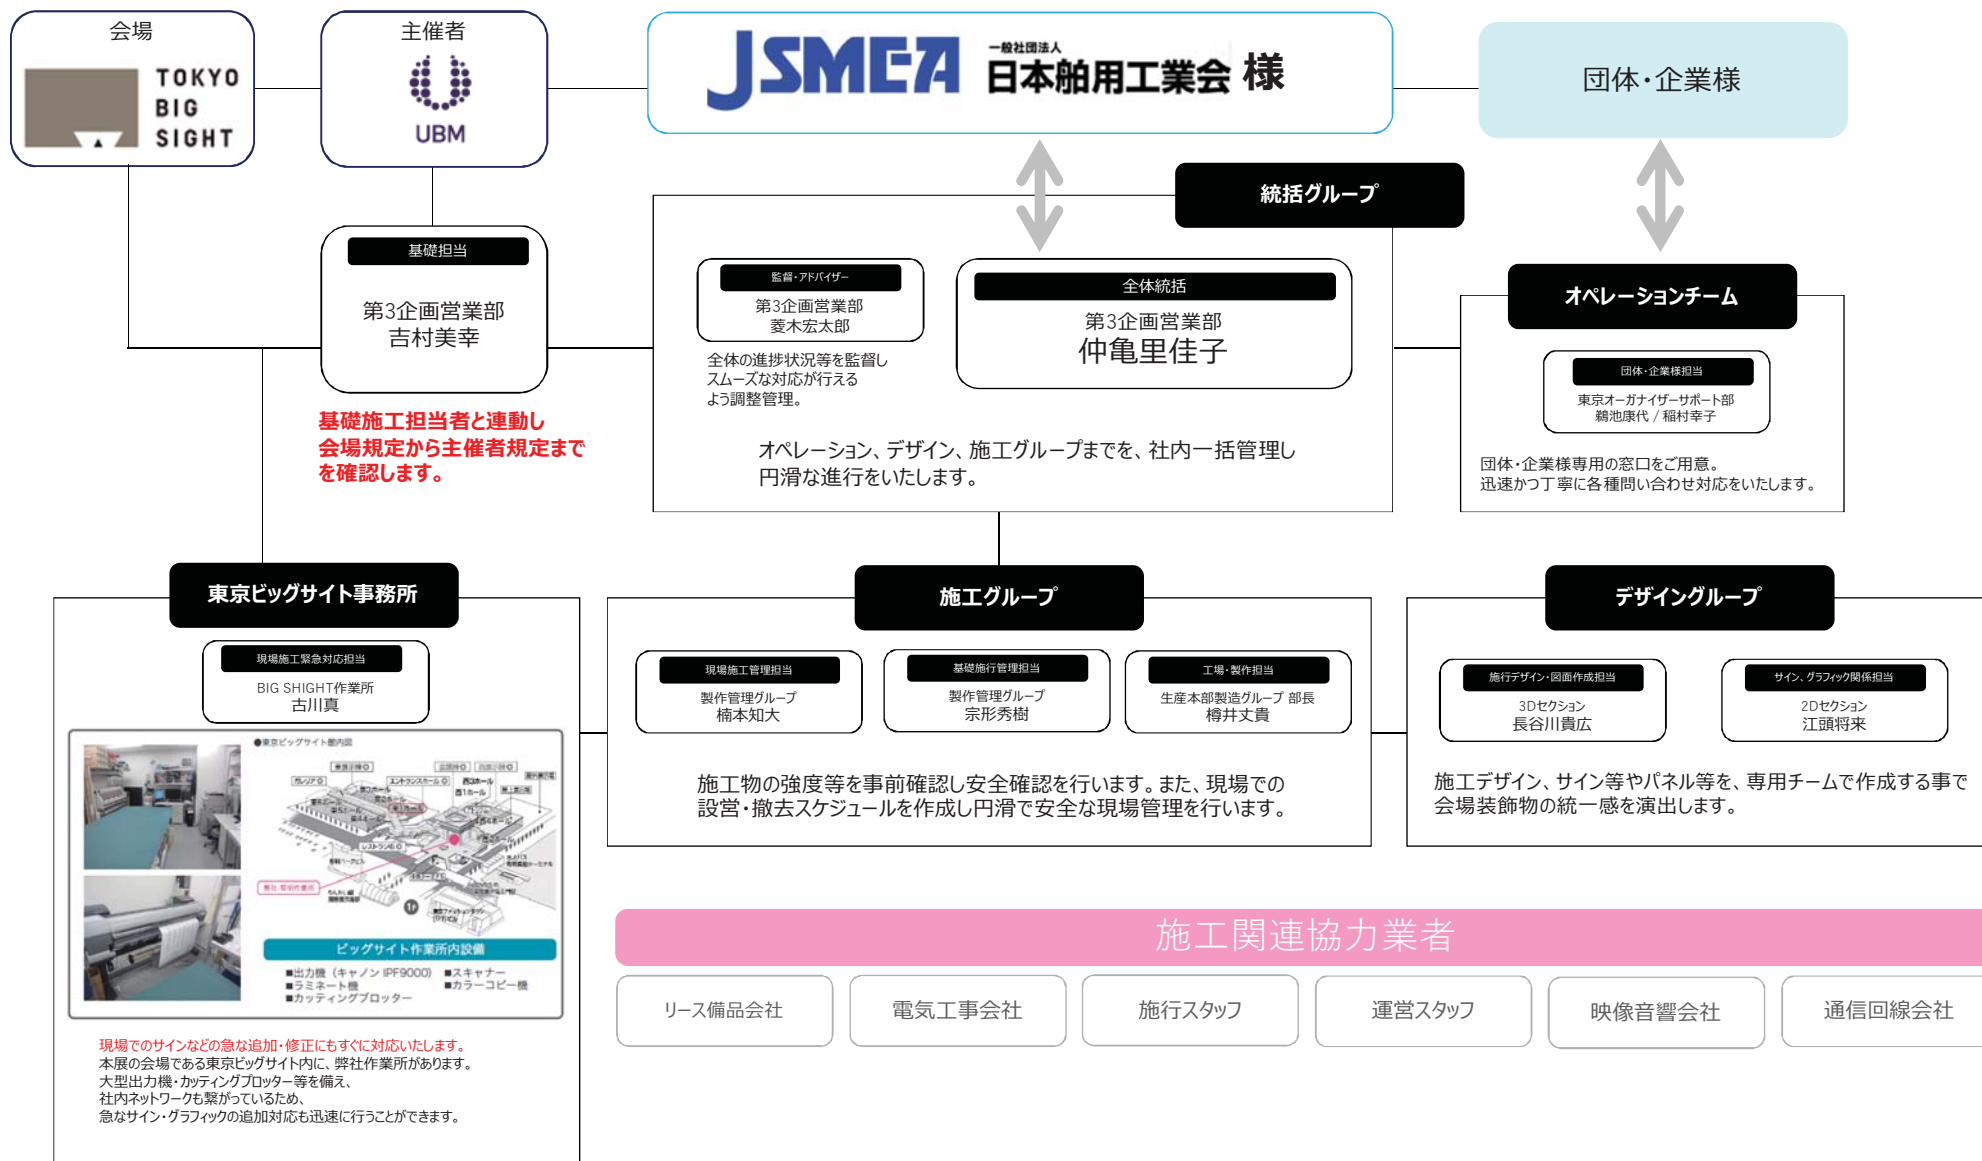 会場
TOKYO
BIG
SIGHT
主催者
UBM
JSMEA
一般社団法人
日本舶用工業会 様
団体・企業様
統括グループ
基礎担当
第3企画営業部
吉村美幸
基礎施工担当者と連動し
会場規定から主催者規定まで
を確認します。
監督・アドバイザー
第3企画営業部
菱木宏太郎
全体の進捗状況等を監督し
スムーズな対応が行える
よう調整管理。
全体統括
第3企画営業部
仲亀里佳子
オペレーション、デザイン、施工グループまでを、社内一括管理し
円滑な進行をいたします。
オペレーションチーム
団体・企業様担当
東京オーガナイザーサポート部
鵜池康代 / 稲村幸子
団体・企業様専用の窓口をご用意。
迅速かつ丁寧に各種問い合わせ対応をいたします。
東京ビッグサイト事務所
現場施工緊急対応担当
BIG SHIGHT作業所
古川真
●東京ビッグサイト館内図
ガレリア
エントランスホール
西3ホール
西1ホール
レストラン街
1F
ビッグサイト作業所内設備
■出力機（キャノン IPF9000） ■スキャナー
■ラミネート機 ■カラーコピー機
■カッティングプロッター
現場でのサインなどの急な追加・修正にもすぐに対応いたします。
本展の会場である東京ビッグサイト内に、弊社作業所があります。
大型出力機・カッティングプロッター等を備え、
社内ネットワークも繋がっているため、
急なサイン・グラフィックの追加対応も迅速に行うことができます。
施工グループ
現場施工管理担当
製作管理グループ
楠本知大
基礎施行管理担当
製作管理グループ
宗形秀樹
工場・製作担当
生産本部製造グループ 部長
樽井丈貴
施工物の強度等を事前確認し安全確認を行います。また、現場での
設営・撤去スケジュールを作成し円滑で安全な現場管理を行います。
デザイングループ
施行デザイン・図面作成担当
3Dセクション
長谷川貴広
サイン、グラフィック関係担当
2Dセクション
江頭将来
施工デザイン、サイン等やパネル等を、専用チームで作成する事で
会場装飾物の統一感を演出します。
施工関連協力業者
リース備品会社
電気工事会社
施行スタッフ
運営スタッフ
映像音響会社
通信回線会社